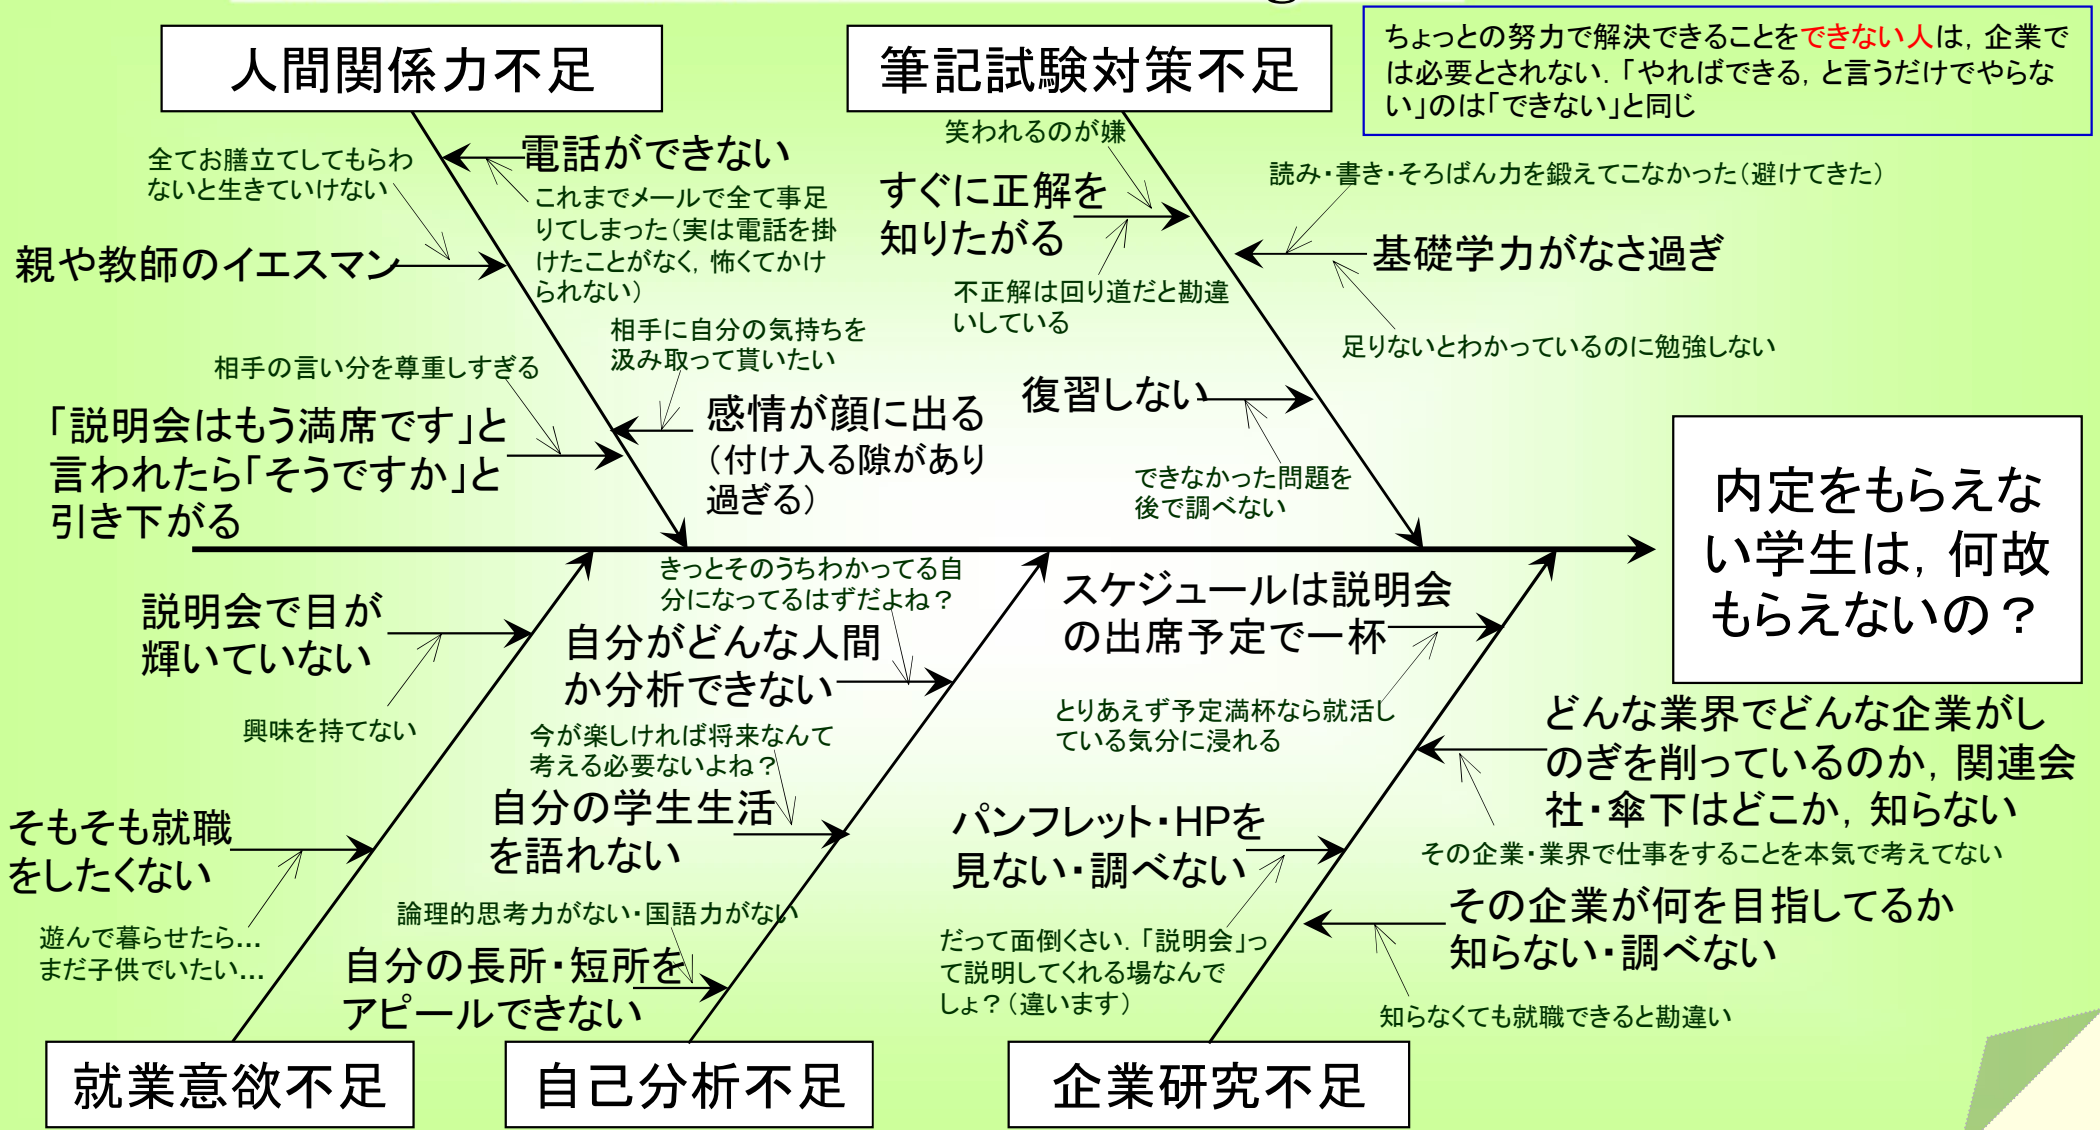 人間関係力不足
筆記試験対策不足
ちょっとの努力で解決できることをできない人は, 企業で
は必要とされない. 「やればできる, と言うだけでやらな
い」のは「できない」と同じ
全てお膳立てしてもらわ
ないと生きていけない
電話ができない
これまでメールで全て事足
りてしまった(実は電話を掛
けたことがなく, 怖くてかけ
られない)
親や教師のイエスマン
相手に自分の気持ちを
汲み取って貰いたい
相手の言い分を尊重しすぎる
「説明会はもう満席です」と
言われたら「そうですか」と
引き下がる
感情が顔に出る
(付け入る隙があり
過ぎる)
笑われるのが嫌
すぐに正解を
知りたがる
不正解は回り道だと勘違
いしている
読み・書き・そろばん力を鍛えてこなかった(避けてきた)
基礎学力がなさ過ぎ
足りないとわかっているのに勉強しない
復習しない
できなかった問題を
後で調べない
内定をもらえな
い学生は, 何故
もらえないの?
説明会で目が
輝いていない
興味を持てない
そもそも就職
をしたくない
遊んで暮らせたら...
まだ子供でいたい...
きっとそのうちわかってる自
分になってるはずだよね?
自分がどんな人間
か分析できない
今が楽しければ将来なんて
考える必要ないよね?
自分の学生生活
を語れない
論理的思考力がない・国語力がない
自分の長所・短所を
アピールできない
スケジュールは説明会
の出席予定で一杯
とりあえず予定満杯なら就活し
ている気分に浸れる
どんな業界でどんな企業がし
のぎを削っているのか, 関連会
社・傘下はどこか, 知らない
その企業・業界で仕事をすることを本気で考えてない
パンフレット・HPを
見ない・調べない
だって面倒くさい. 「説明会」っ
て説明してくれる場なんで
しょ?(違います)
その企業が何を目指してるか
知らない・調べない
知らなくても就職できると勘違い
就業意欲不足
自己分析不足
企業研究不足